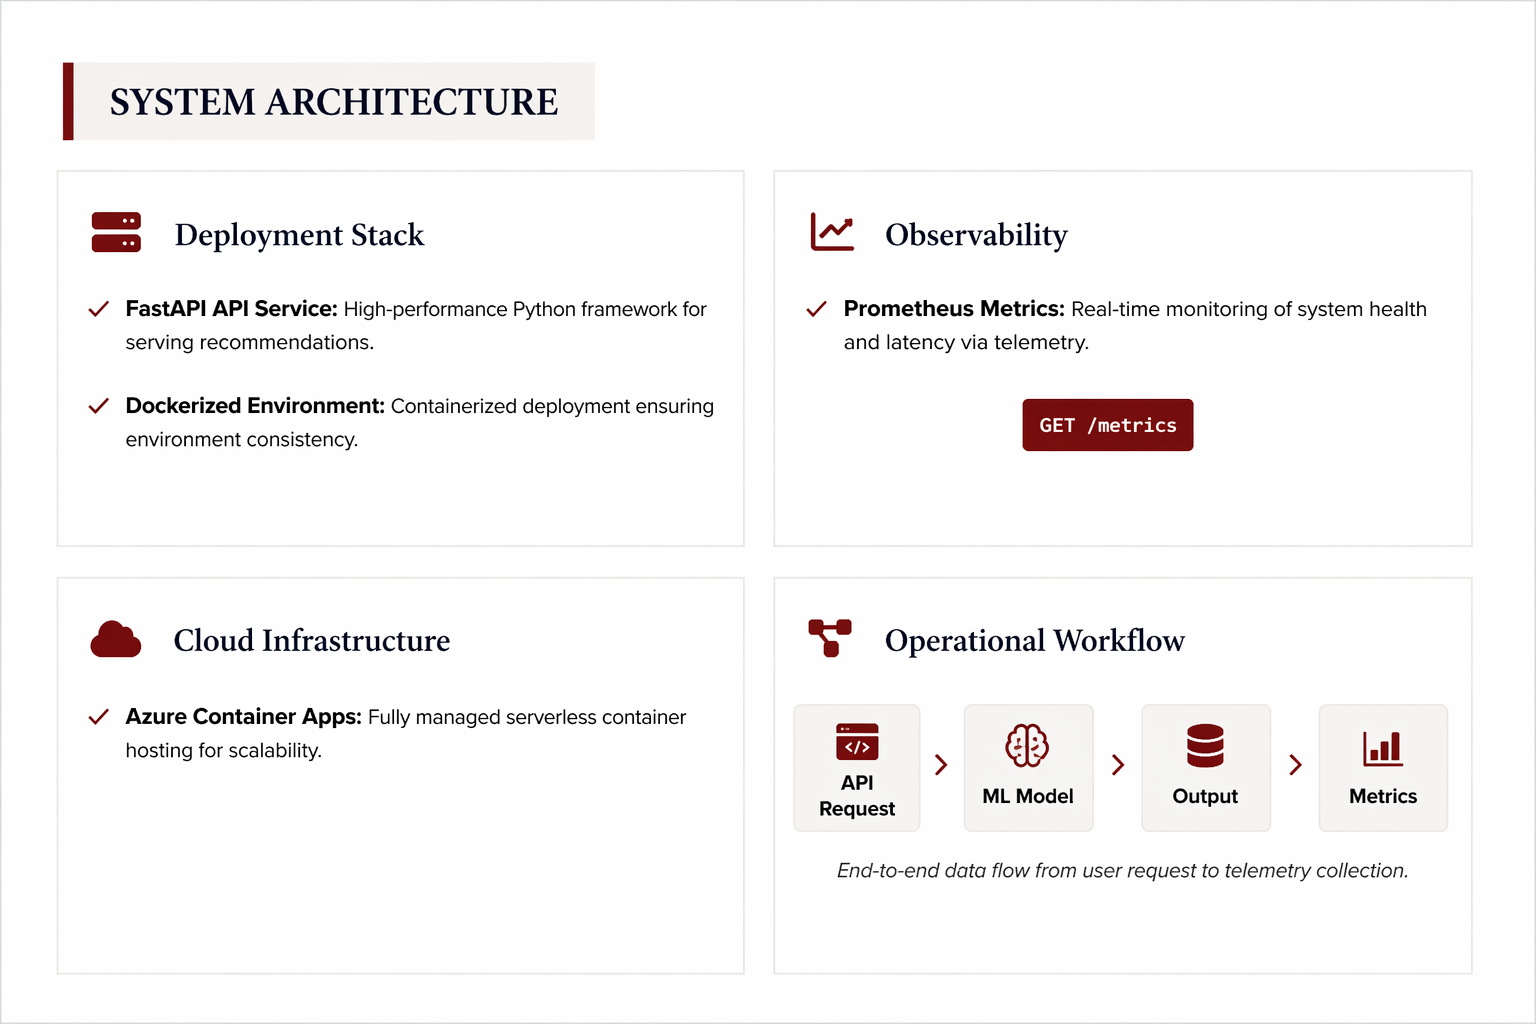 SYSTEM ARCHITECTURE
Deployment Stack
FastAPI API Service: High-performance Python framework for
serving recommendations.
Dockerized Environment: Containerized deployment ensuring
environment consistency.
Observability
Prometheus Metrics: Real-time monitoring of system health
and latency via telemetry.
GET /metrics
Cloud Infrastructure
Azure Container Apps: Fully managed serverless container
hosting for scalability.
Operational Workflow
</>
API
Request
ML Model
Output
Metrics
End-to-end data flow from user request to telemetry collection.